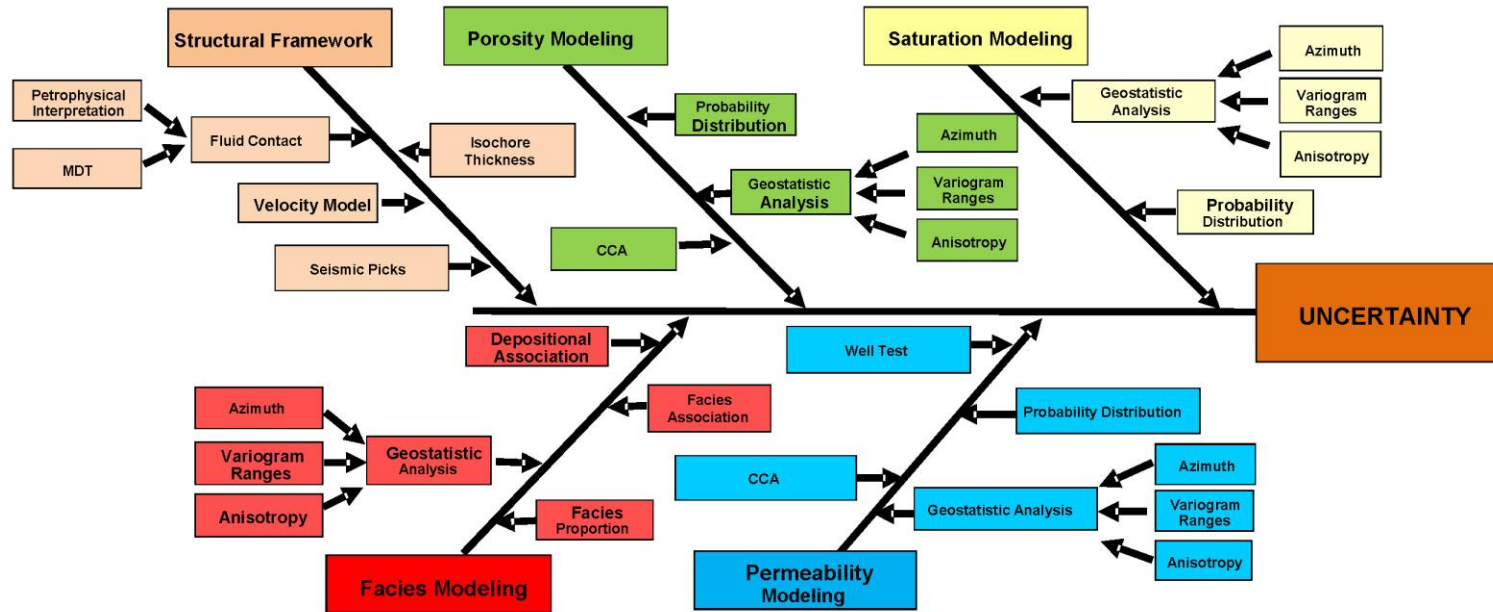 Structural Framework
Porosity Modeling
Saturation Modeling
Petrophysical
Interpretation
MDT
Fluid Contact
Isochore
Thickness
Velocity Model
Seismic Picks
Probability
Distribution
Geostatistic
Analysis
Azimuth
Variogram
Ranges
Anisotropy
CCA
Geostatistic
Analysis
Azimuth
Variogram
Ranges
Anisotropy
Probability
Distribution
UNCERTAINTY
Depositional
Association
Facies
Association
Azimuth
Variogram
Ranges
Anisotropy
Geostatistic
Analysis
Facies
Proportion
Facies Modeling
Well Test
Probability Distribution
CCA
Geostatistic Analysis
Azimuth
Variogram
Ranges
Anisotropy
Permeability
Modeling